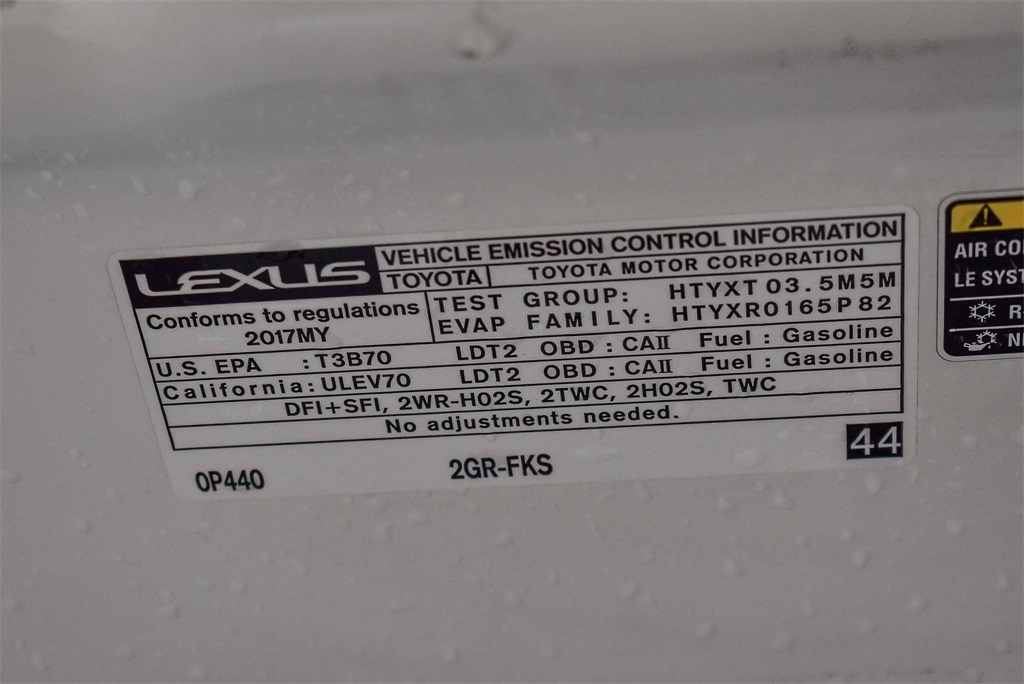 LEXUS
VEHICLE EMISSION CONTROL INFORMATION
TOYOTA
TOYOTA MOTOR CORPORATION
Conforms to regulations
2017MY
TEST GROUP: HTYXT03.5M5M
EVAP FAMILY: HTYXR0165P82
U.S. EPA :T3B70 LDT2 OBD : CAII Fuel : Gasoline
California:ULEV70 LDT2 OBD : CAII Fuel : Gasoline
DFI+SFI, 2WR-HO2S, 2TWC, 2HO2S, TWC
No adjustments needed.
44
0P440
2GR-FKS
AIR CO
LE SYST
R
N